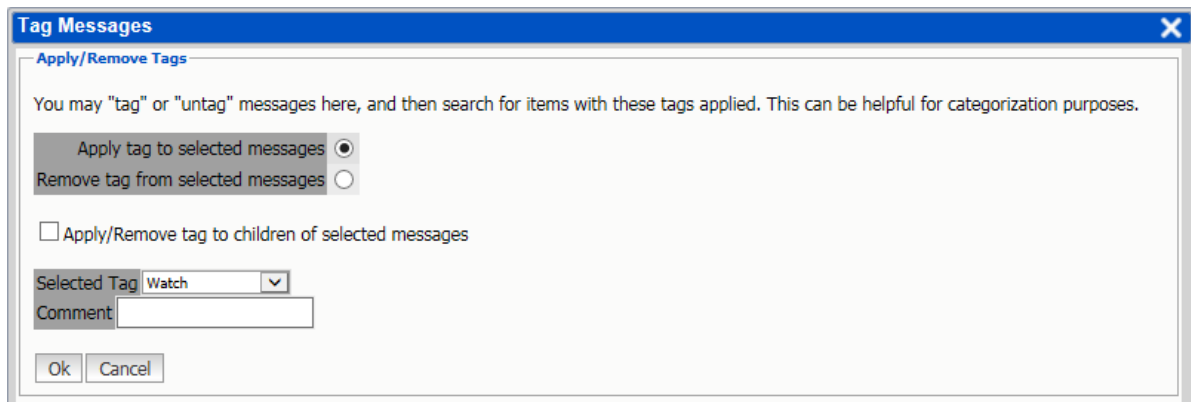 Tag Messages
Apply/Remove Tags
You may "tag" or "untag" messages here, and then search for items with these tags applied. This can be helpful for categorization purposes.
Apply tag to selected messages
Remove tag from selected messages
Apply/Remove tag to children of selected messages
Selected Tag Watch
Comment
Ok Cancel